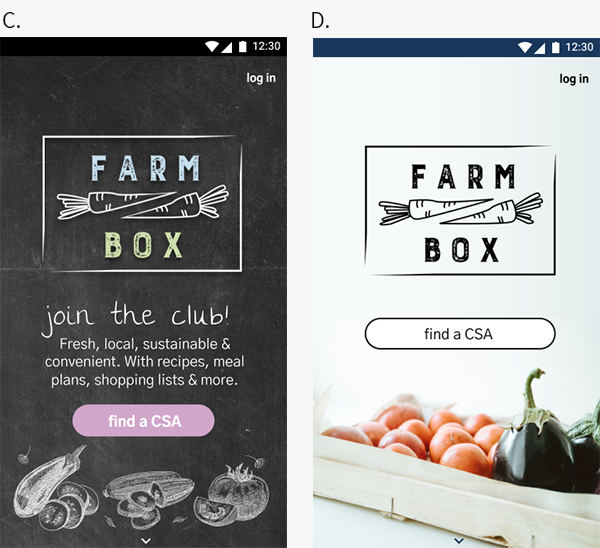 C.
12:30
log in
FARM
BOX
join the club!
Fresh, local, sustainable &
convenient. With recipes, meal
plans, shopping lists & more.
find a CSA
D.
12:30
log in
FARM
BOX
find a CSA